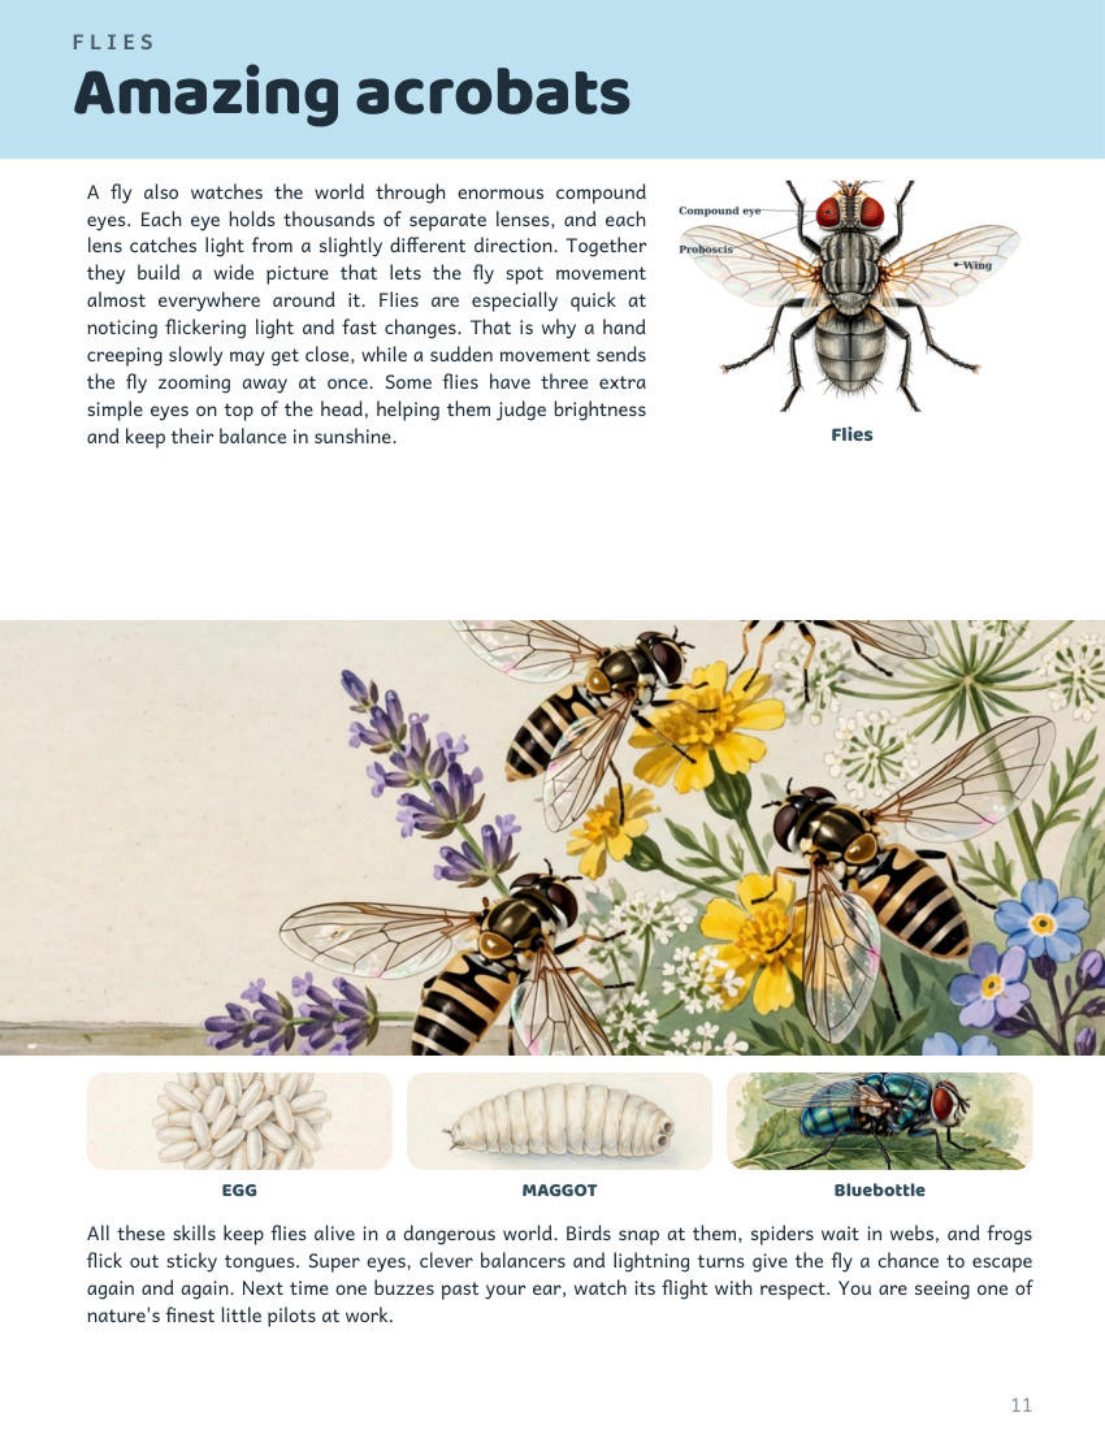 FLIES
Amazing acrobats
A fly also watches the world through enormous compound
eyes. Each eye holds thousands of separate lenses, and each
lens catches light from a slightly different direction. Together
they build a wide picture that lets the fly spot movement
almost everywhere around it. Flies are especially quick at
noticing flickering light and fast changes. That is why a hand
creeping slowly may get close, while a sudden movement sends
the fly zooming away at once. Some flies have three extra
simple eyes on top of the head, helping them judge brightness
and keep their balance in sunshine.
Compound eye
Proboscis
Wing
Flies
EGG
MAGGOT
Bluebottle
All these skills keep flies alive in a dangerous world. Birds snap at them, spiders wait in webs, and frogs
flick out sticky tongues. Super eyes, clever balancers and lightning turns give the fly a chance to escape
again and again. Next time one buzzes past your ear, watch its flight with respect. You are seeing one of
nature's finest little pilots at work.
11